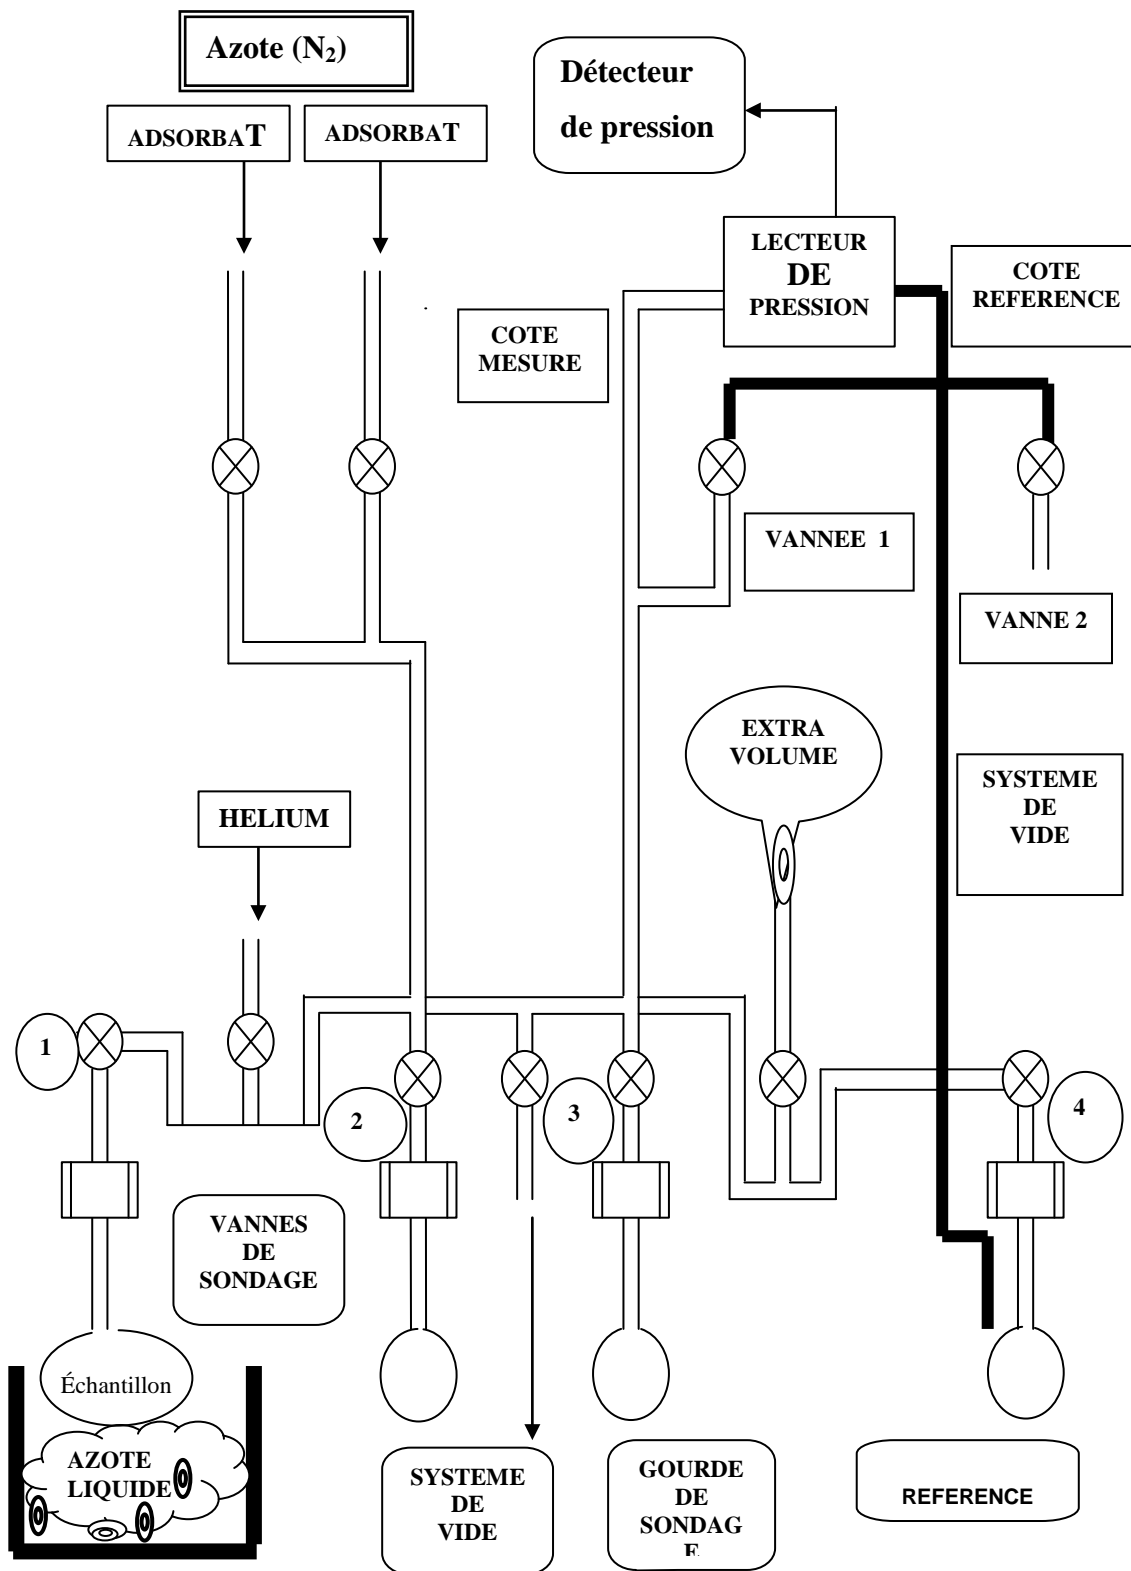 Azote (N₂)
Détecteur
de pression
ADSORBAT
ADSORBAT
LECTEUR
DE
PRESSION
COTE
REFERENCE
COTE
MESURE
VANNEE 1
VANNE 2
EXTRA
VOLUME
SYSTEME
DE
VIDE
HELIUM
1
2
3
4
VANNES
DE
SONDAGE
Échantillon
AZOTE
LIQUIDE
SYSTEME
DE
VIDE
GOURDE
DE
SONDAG
E
REFERENCE